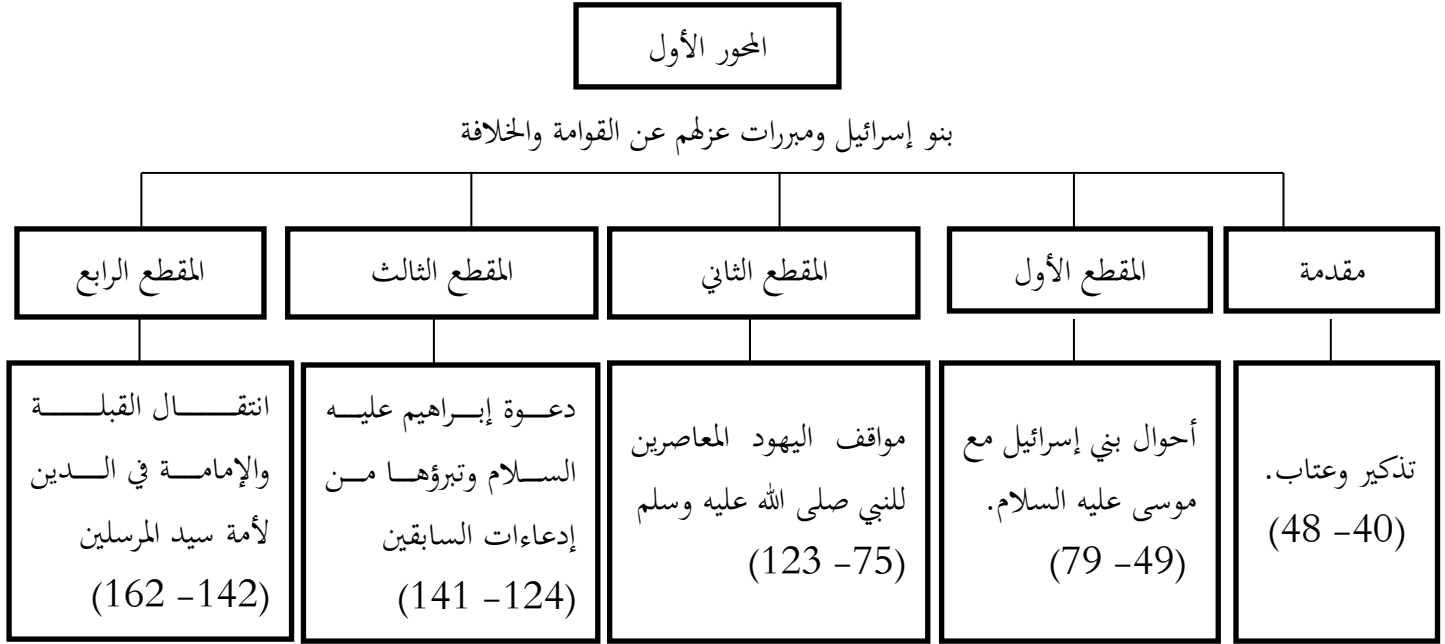 المحور الأول
بنو إسرائيل ومبررات عزلهم عن القوامة والخلافة
مقدمة
المقطع الأول
المقطع الثاني
المقطع الثالث
المقطع الرابع
تذكير وعتاب.
(40– 48)
أحوال بني إسرائيل مع
موسى عليه السلام.
(49– 79)
مواقف اليهود المعاصرين
للنبي صلى الله عليه وسلم
(75– 123)
دعوة إبراهيم عليه
السلام وتبرؤها من
إدعاءات السابقين
(124– 141)
انتقال القبلة
والإمامة في الدين
لأمة سيد المرسلين
(142– 162)